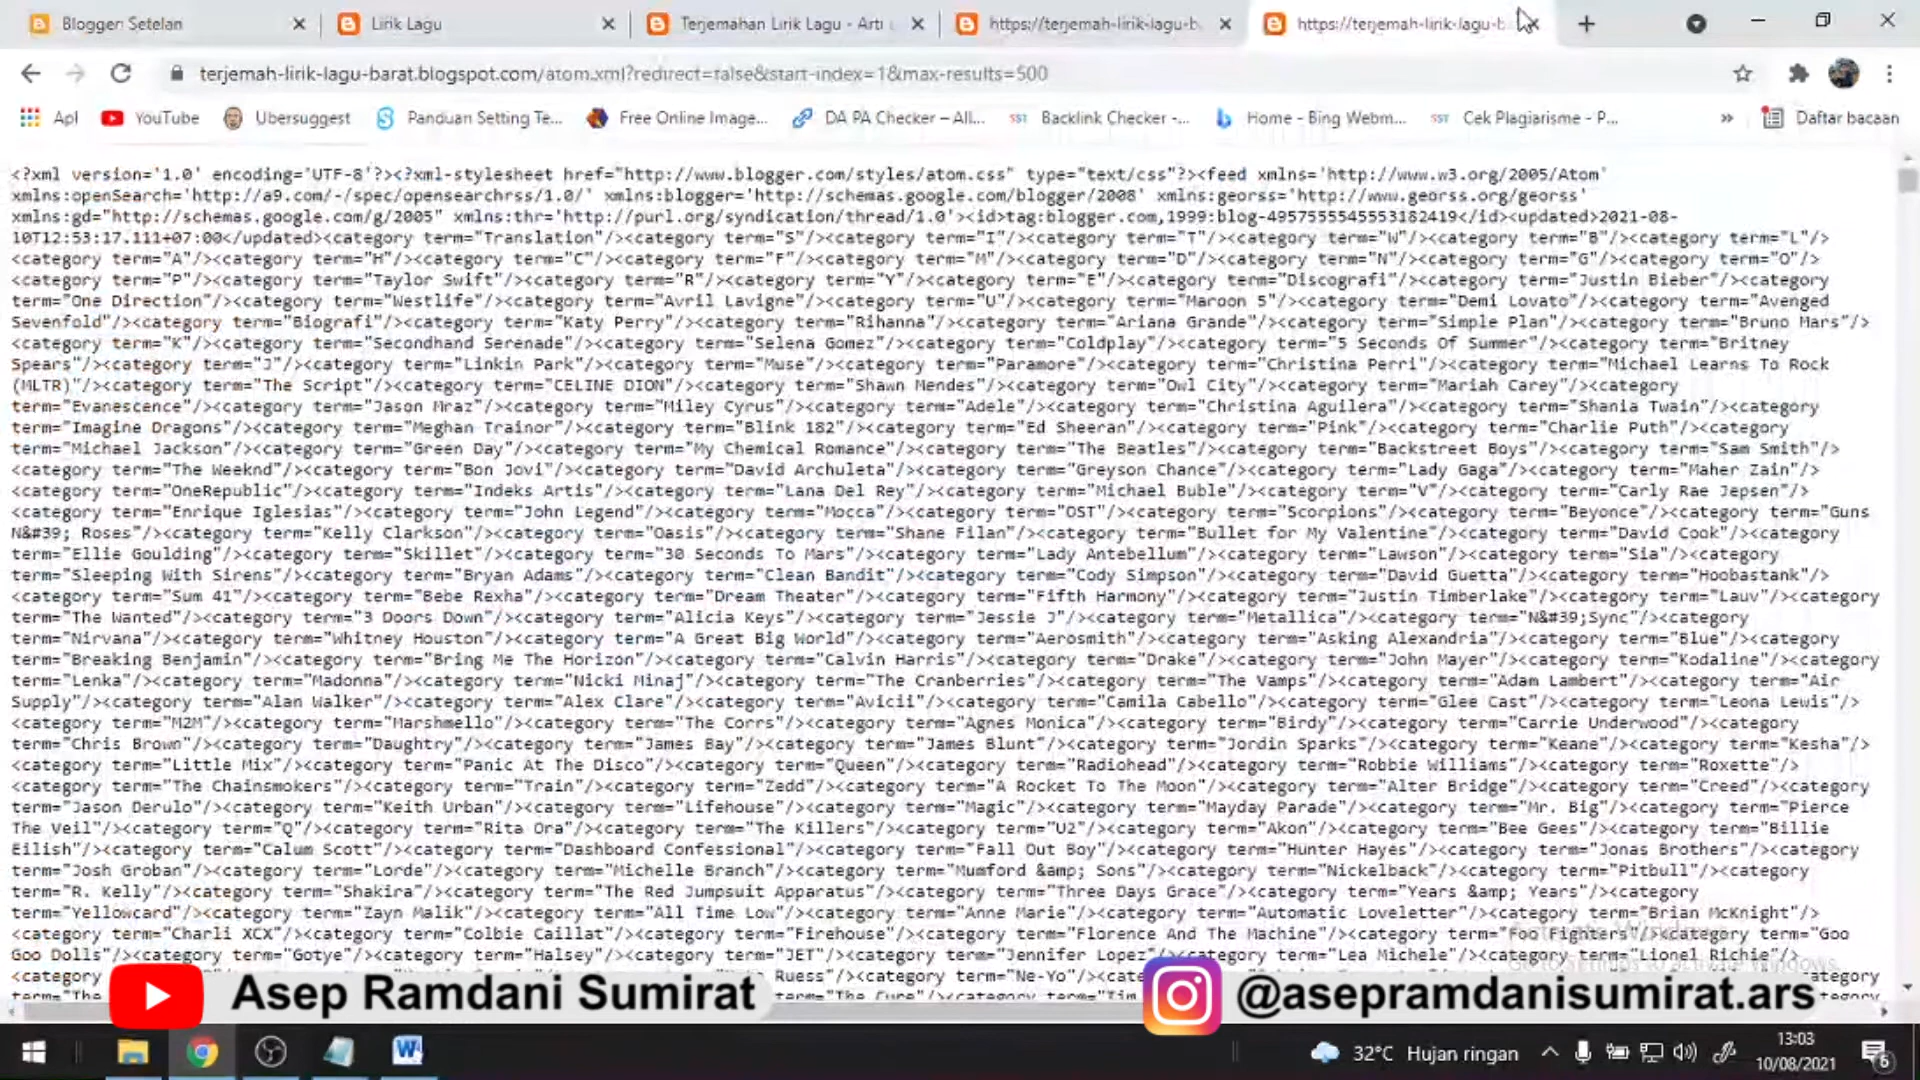 Blogger: Setelan
Lirik Lagu
Terjemahan Lirik Lagu - Arti
https://terjemah-lirik-lagu-b
https://terjemah-lirik-lagu-b
terjemah-lirik-lagu-barat.blogspot.com/atom.xml?redirect=false&start-index=1&max-results=500
Apl
YouTube
Ubersuggest
Panduan Setting Te...
Free Online Image...
DA PA Checker – All...
Backlink Checker -...
Home - Bing Webm...
Cek Plagiarisme - P...
»
Daftar bacaan
<?xml version='1.0' encoding='UTF-8'?><?xml-stylesheet href="http://www.blogger.com/styles/atom.css" type="text/css"?><feed xmlns='http://www.w3.org/2005/Atom'
xmlns:openSearch='http://a9.com/-/spec/opensearchrss/1.0/' xmlns:blogger='http://schemas.google.com/blogger/2008' xmlns:georss='http://www.georss.org/georss'
xmlns:gd="http://schemas.google.com/g/2005" xmlns:thr='http://purl.org/syndication/thread/1.0'><id>tag:blogger.com,1999:blog-4957555545553182419</id><updated>2021-08-
10T12:53:17.111+07:00</updated><category term="Translation"/><category term="S"/><category term="I"/><category term="T"/><category term="W"/><category term="B"/><category term="L"/>
<category term="A"/><category term="H"/><category term="C"/><category term="F"/><category term="M"/><category term="D"/><category term="N"/><category term="G"/><category term="O"/>
<category term="P"/><category term="Taylor Swift"/><category term="R"/><category term="Y"/><category term="E"/><category term="Discografi"/><category term="Justin Bieber"/><category
term="One Direction"/><category term="Westlife"/><category term="Avril Lavigne"/><category term="U"/><category term="Maroon 5"/><category term="Demi Lovato"/><category term="Avenged
Sevenfold"/><category term="Biografi"/><category term="Katy Perry"/><category term="Rihanna"/><category term="Ariana Grande"/><category term="Simple Plan"/><category term="Bruno Mars"/>
<category term="K"/><category term="Secondhand Serenade"/><category term="Selena Gomez"/><category term="Coldplay"/><category term="5 Seconds Of Summer"/><category term="Britney
Spears"/><category term="J"/><category term="Linkin Park"/><category term="Muse"/><category term="Paramore"/><category term="Christina Perri"/><category term="Michael Learns To Rock
(MLTR)"/><category term="The Script"/><category term="CELINE DION"/><category term="Shawn Mendes"/><category term="Owl City"/><category term="Mariah Carey"/><category
term="Evanescence"/><category term="Jason Mraz"/><category term="Miley Cyrus"/><category term="Adele"/><category term="Christina Aguilera"/><category term="Shania Twain"/><category
term="Imagine Dragons"/><category term="Meghan Trainor"/><category term="Blink 182"/><category term="Ed Sheeran"/><category term="Pink"/><category term="Charlie Puth"/><category
term="Michael Jackson"/><category term="Green Day"/><category term="My Chemical Romance"/><category term="The Beatles"/><category term="Backstreet Boys"/><category term="Sam Smith"/>
<category term="The Weeknd"/><category term="Bon Jovi"/><category term="David Archuleta"/><category term="Greyson Chance"/><category term="Lady Gaga"/><category term="Maher Zain"/>
<category term="OneRepublic"/><category term="Indeks Artis"/><category term="Lana Del Rey"/><category term="Michael Buble"/><category term="V"/><category term="Carly Rae Jepsen"/>
<category term="Enrique Iglesias"/><category term="John Legend"/><category term="Mocca"/><category term="OST"/><category term="Scorpions"/><category term="Beyonce"/><category term="Guns
N&#39; Roses"/><category term="Kelly Clarkson"/><category term="Oasis"/><category term="Shane Filan"/><category term="Bullet for My Valentine"/><category term="David Cook"/><category
term="Ellie Goulding"/><category term="Skillet"/><category term="30 Seconds To Mars"/><category term="Lady Antebellum"/><category term="Lawson"/><category term="Sia"/><category
term="Sleeping With Sirens"/><category term="Bryan Adams"/><category term="Clean Bandit"/><category term="Cody Simpson"/><category term="David Guetta"/><category term="Hoobastank"/>
<category term="Sum 41"/><category term="Bebe Rexha"/><category term="Dream Theater"/><category term="Fifth Harmony"/><category term="Justin Timberlake"/><category term="Lauv"/><category
term="The Wanted"/><category term="3 Doors Down"/><category term="Alicia Keys"/><category term="Jessie J"/><category term="Metallica"/><category term="N&#39;Sync"/><category
term="Nirvana"/><category term="Whitney Houston"/><category term="A Great Big World"/><category term="Aerosmith"/><category term="Asking Alexandria"/><category term="Blue"/><category
term="Breaking Benjamin"/><category term="Bring Me The Horizon"/><category term="Calvin Harris"/><category term="Drake"/><category term="John Mayer"/><category term="Kodaline"/><category
term="Lenka"/><category term="Madonna"/><category term="Nicki Minaj"/><category term="The Cranberries"/><category term="The Vamps"/><category term="Adam Lambert"/><category term="Air
Supply"/><category term="Alan Walker"/><category term="Alex Clare"/><category term="Avicii"/><category term="Camila Cabello"/><category term="Glee Cast"/><category term="Leona Lewis"/>
<category term="M2M"/><category term="Marshmello"/><category term="The Corrs"/><category term="Agnes Monica"/><category term="Birdy"/><category term="Carrie Underwood"/><category
term="Chris Brown"/><category term="Daughtry"/><category term="James Bay"/><category term="James Blunt"/><category term="Jordin Sparks"/><category term="Keane"/><category term="Kesha"/>
<category term="Little Mix"/><category term="Panic At The Disco"/><category term="Queen"/><category term="Radiohead"/><category term="Robbie Williams"/><category term="Roxette"/>
<category term="The Chainsmokers"/><category term="Train"/><category term="Zedd"/><category term="A Rocket To The Moon"/><category term="Alter Bridge"/><category term="Creed"/><category
term="Jason Derulo"/><category term="Keith Urban"/><category term="Lifehouse"/><category term="Magic"/><category term="Mayday Parade"/><category term="Mr. Big"/><category term="Pierce
The Veil"/><category term="Q"/><category term="Rita Ora"/><category term="The Killers"/><category term="U2"/><category term="Akon"/><category term="Bee Gees"/><category term="Billie
Eilish"/><category term="Calum Scott"/><category term="Dashboard Confessional"/><category term="Fall Out Boy"/><category term="Hunter Hayes"/><category term="Jonas Brothers"/><category
term="Josh Groban"/><category term="Lorde"/><category term="Michelle Branch"/><category term="Mumford &amp; Sons"/><category term="Nickelback"/><category term="Pitbull"/><category
term="R. Kelly"/><category term="Shakira"/><category term="The Red Jumpsuit Apparatus"/><category term="Three Days Grace"/><category term="Years &amp; Years"/><category
term="Yellowcard"/><category term="Zayn Malik"/><category term="All Time Low"/><category term="Anne Marie"/><category term="Automatic Loveletter"/><category term="Brian McKnight"/>
<category term="Charli XCX"/><category term="Colbie Caillat"/><category term="Firehouse"/><category term="Florence And The Machine"/><category term="Foo Fighters"/><category term="Goo
Goo Dolls"/><category term="Gotye"/><category term="Halsey"/><category term="JET"/><category term="Jennifer Lopez"/><category term="Lea Michele"/><category term="Lionel Richie"/>
<category Ruess"/><category term="Ne-Yo"/><cate category
term="The term="The Cure"/><category term="Tim category
Asep Ramdani Sumirat
@asepramdanisumirat.ars
32°C Hujan ringan
13:03
10/08/2021
6